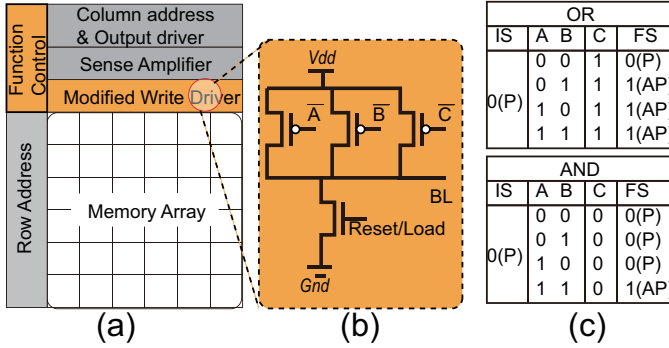 Column address
& Output driver
Function
Control
Sense Amplifier
Modified Write Driver
Row Address
Memory Array
(a)
Vdd
A
B
C
BL
Reset/Load
Gnd
(b)
OR
IS A B C FS
0(P)
0 0 1 0(P)
0 1 1 1(AP)
1 0 1 1(AP)
1 1 1 1(AP)
AND
IS A B C FS
0(P)
0 0 0 0(P)
0 1 0 0(P)
1 0 0 0(P)
1 1 0 1(AP)
(c)